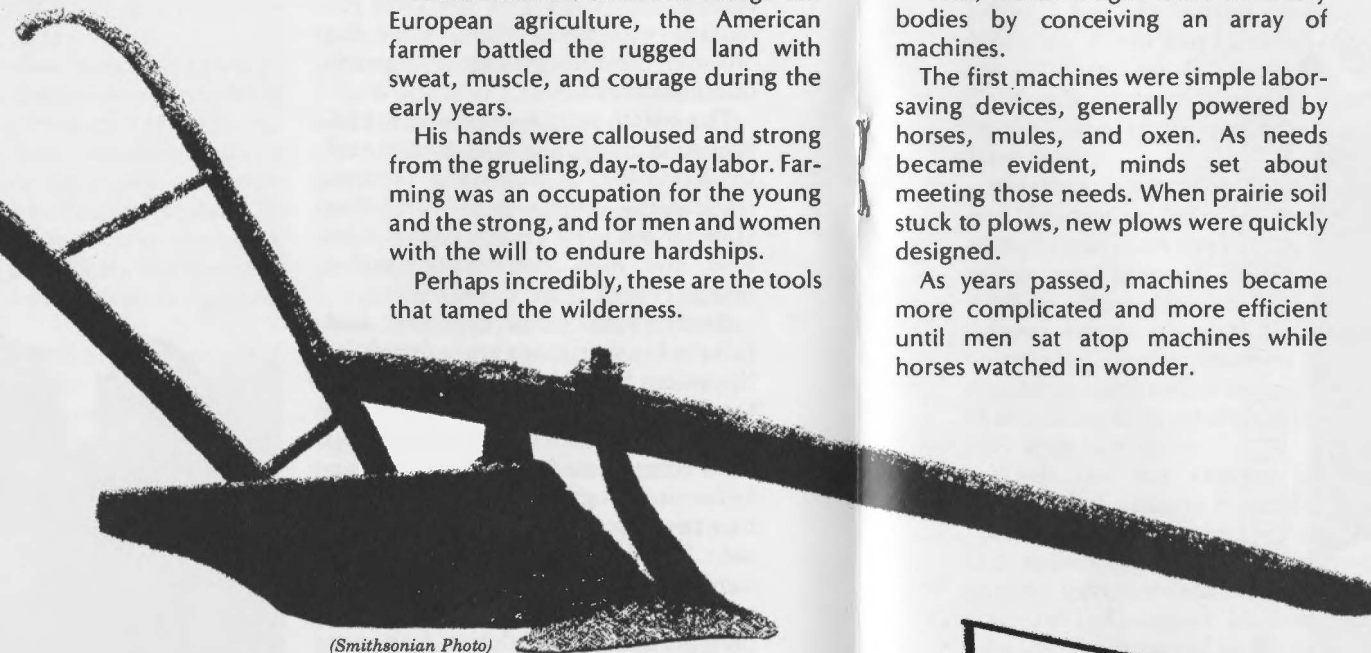 European agriculture, the American
farmer battled the rugged land with
sweat, muscle, and courage during the
early years.
His hands were calloused and strong
from the grueling, day-to-day labor. Far-
ming was an occupation for the young
and the strong, and for men and women
with the will to endure hardships.
Perhaps incredibly, these are the tools
that tamed the wilderness.
(Smithsonian Photo)
bodies by conceiving an array of
machines.
The first machines were simple labor-
saving devices, generally powered by
horses, mules, and oxen. As needs
became evident, minds set about
meeting those needs. When prairie soil
stuck to plows, new plows were quickly
designed.
As years passed, machines became
more complicated and more efficient
until men sat atop machines while
horses watched in wonder.